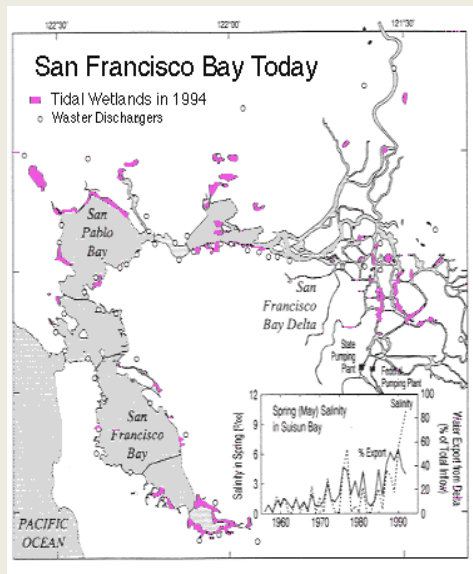 122°30'
122°00'
121°30'
San Francisco Bay Today
Tidal Wetlands in 1994
Waster Dischargers
San
Pablo
Bay
San
Francisco
Bay Delta
State
Pumping
Plant
Federal
Pumping Plant
San
Francisco
Bay
PACIFIC
OCEAN
Spring (May) Salinity
in Suisun Bay
Salinity
% Export
Salinity in Spring [‰]
12
9
6
3
0
100
80
60
40
20
0
Water Export from Delta
(% of Total Inflow)
1960
1970
1980
1990